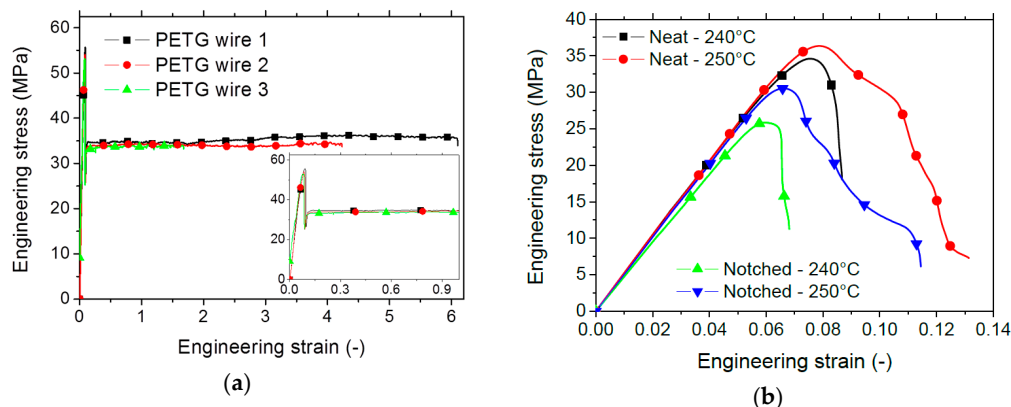 (a)
Engineering stress (MPa)
60
50
40
30
20
10
0
PETG wire 1
PETG wire 2
PETG wire 3
60
40
20
0
0.0 0.3 0.6 0.9
0 1 2 3 4 5 6
Engineering strain (-)
(a)
(b)
Engineering stress (MPa)
40
35
30
25
20
15
10
5
0
Neat - 240°C
Neat - 250°C
Notched - 240°C
Notched - 250°C
0.00 0.02 0.04 0.06 0.08 0.10 0.12 0.14
Engineering strain (-)
(b)